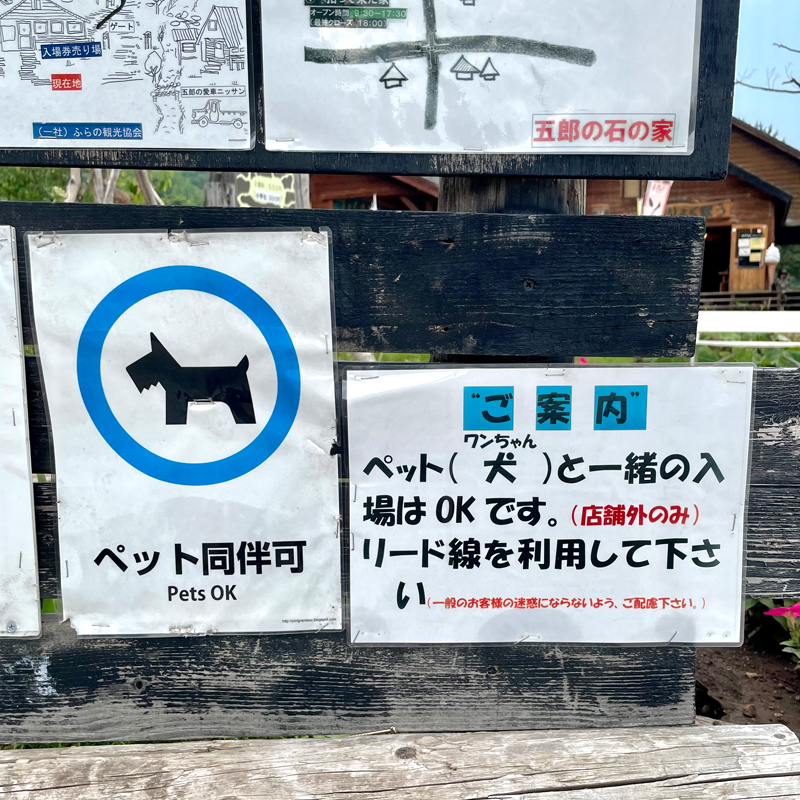 ゲート
入場券売り場
現在地
五郎の愛車ニッサン
(一社)ふらの観光協会
オープン時間 9:30〜17:30
(最終クローズ 18:00)
五郎の石の家
ペット同伴可
Pets OK
"ご案内"
ワンちゃん
ペット(犬)と一緒の入
場はOKです。(店舗外のみ)
リード線を利用して下さ
い(一般のお客様の迷惑にならないよう、ご配慮下さい。)